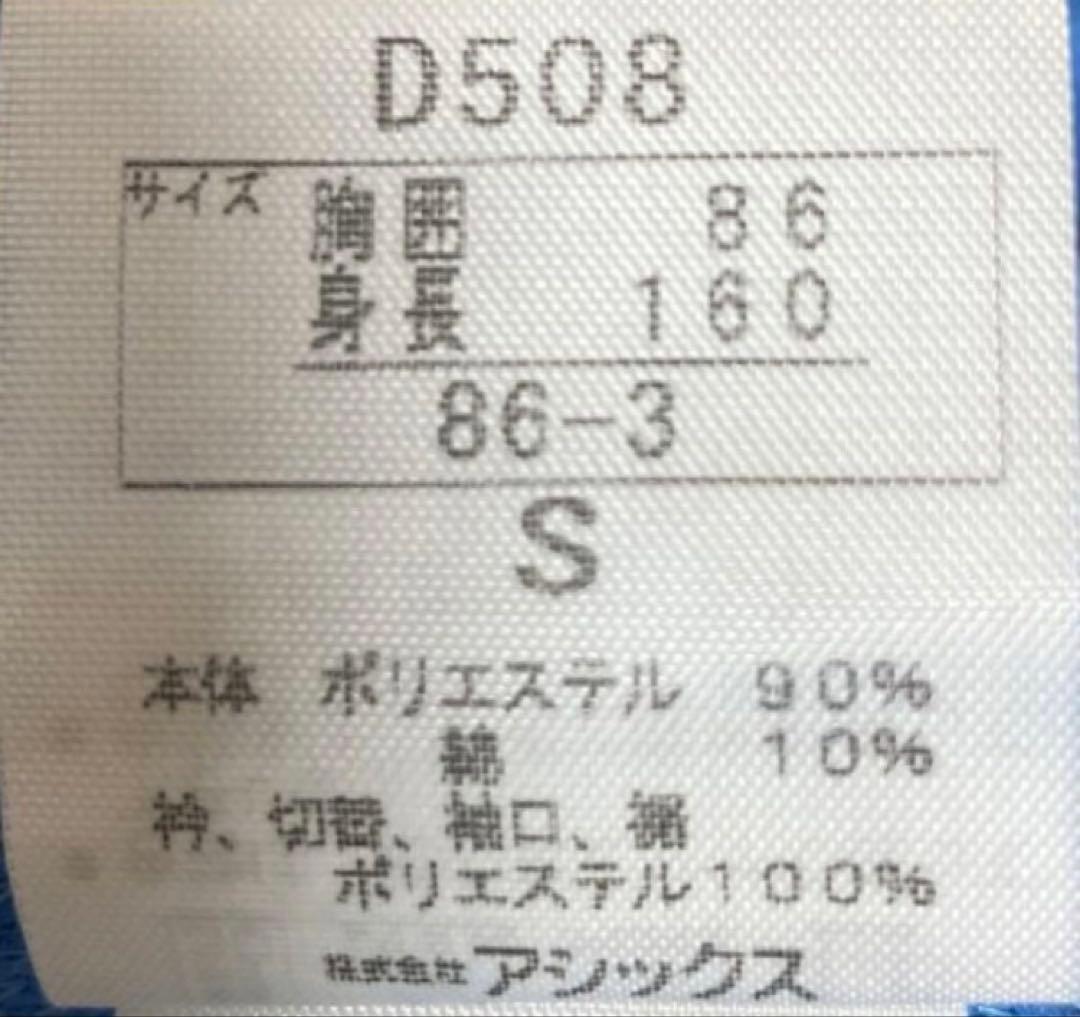 D508
サイズ 胸囲 86
身長 160
86-3
S
本体 ポリエステル 90%
綿 10%
衿、切替、袖口、裾
ポリエステル100%
株式会社アシックス